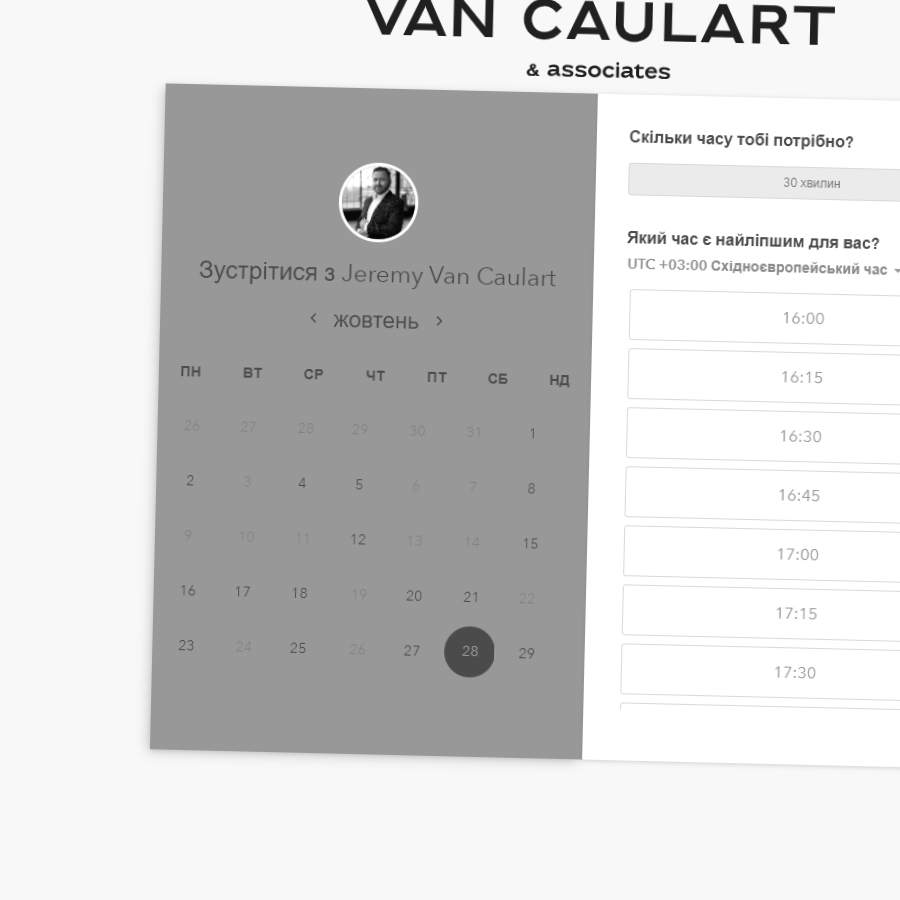 VAN CAULART
& associates
Зустрітися з Jeremy Van Caulart
‹ жовтень ›
ПН ВТ СР ЧТ ПТ СБ НД
26 27 28 29 30 31 1
2 3 4 5 6 7 8
9 10 11 12 13 14 15
16 17 18 19 20 21 22
23 24 25 26 27 28 29
Скільки часу тобі потрібно?
30 хвилин
Який час є найліпшим для вас?
UTC +03:00 Східноєвропейський час
16:00
16:15
16:30
16:45
17:00
17:15
17:30